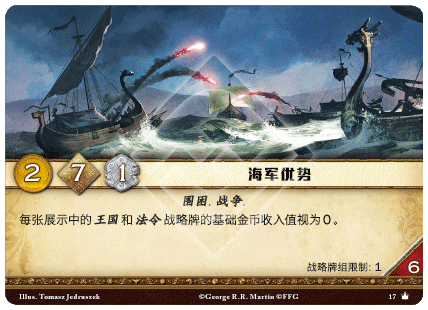 2 7 1 海军优势
围困. 战争.
每张展示中的 王国 和 法令 战略牌的基础金币收入值视为 0。
战略牌组限制: 1
6
Illus. Tomasz Jedruszek ©George R.R. Martin ©FFG 17